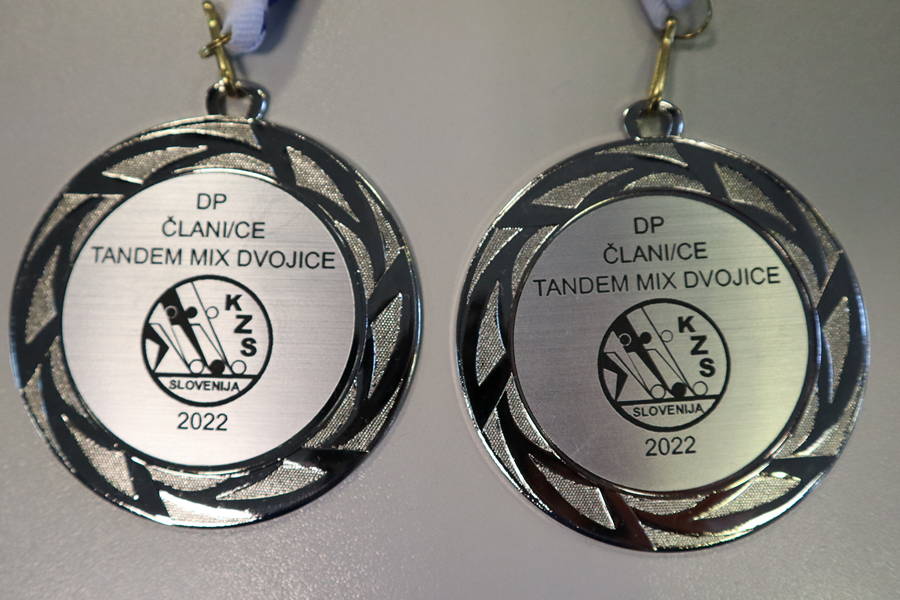 DP
ČLANI/CE
TANDEM MIX DVOJICE
KZS
SLOVENIJA
2022
DP
ČLANI/CE
TANDEM MIX DVOJICE
KZS
SLOVENIJA
2022